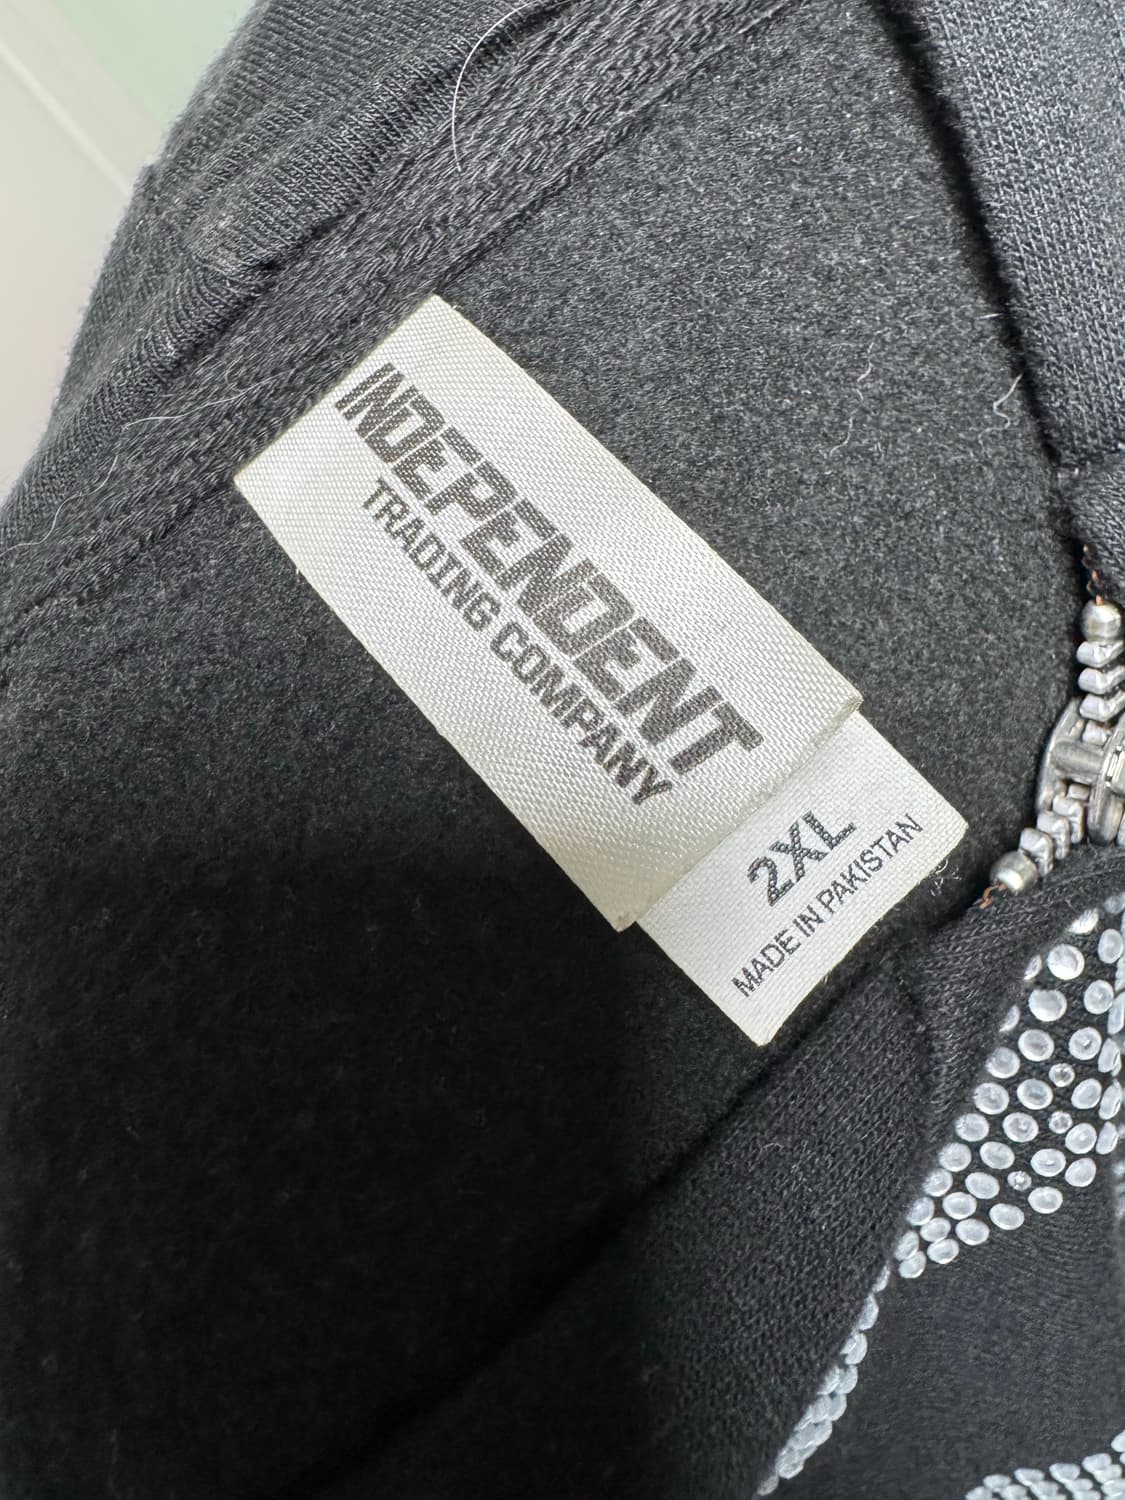 INDEPENDENT
TRADING COMPANY
2XL
MADE IN PAKISTAN